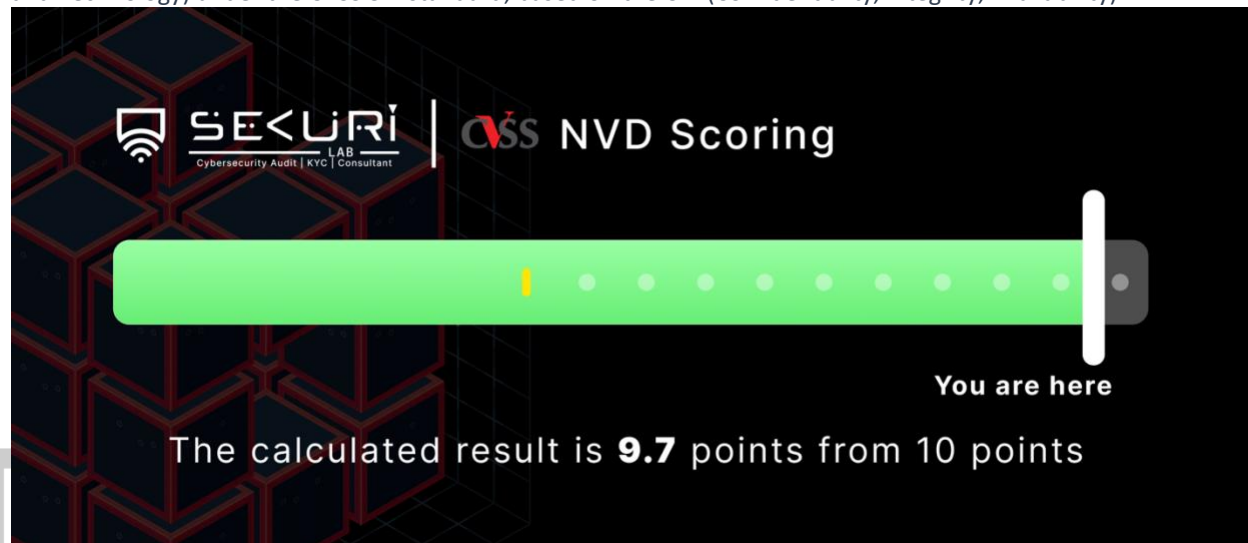 SEKURI
LAB
Cybersecurity Audit | KYC | Consultant
CVSS NVD Scoring
You are here
The calculated result is 9.7 points from 10 points